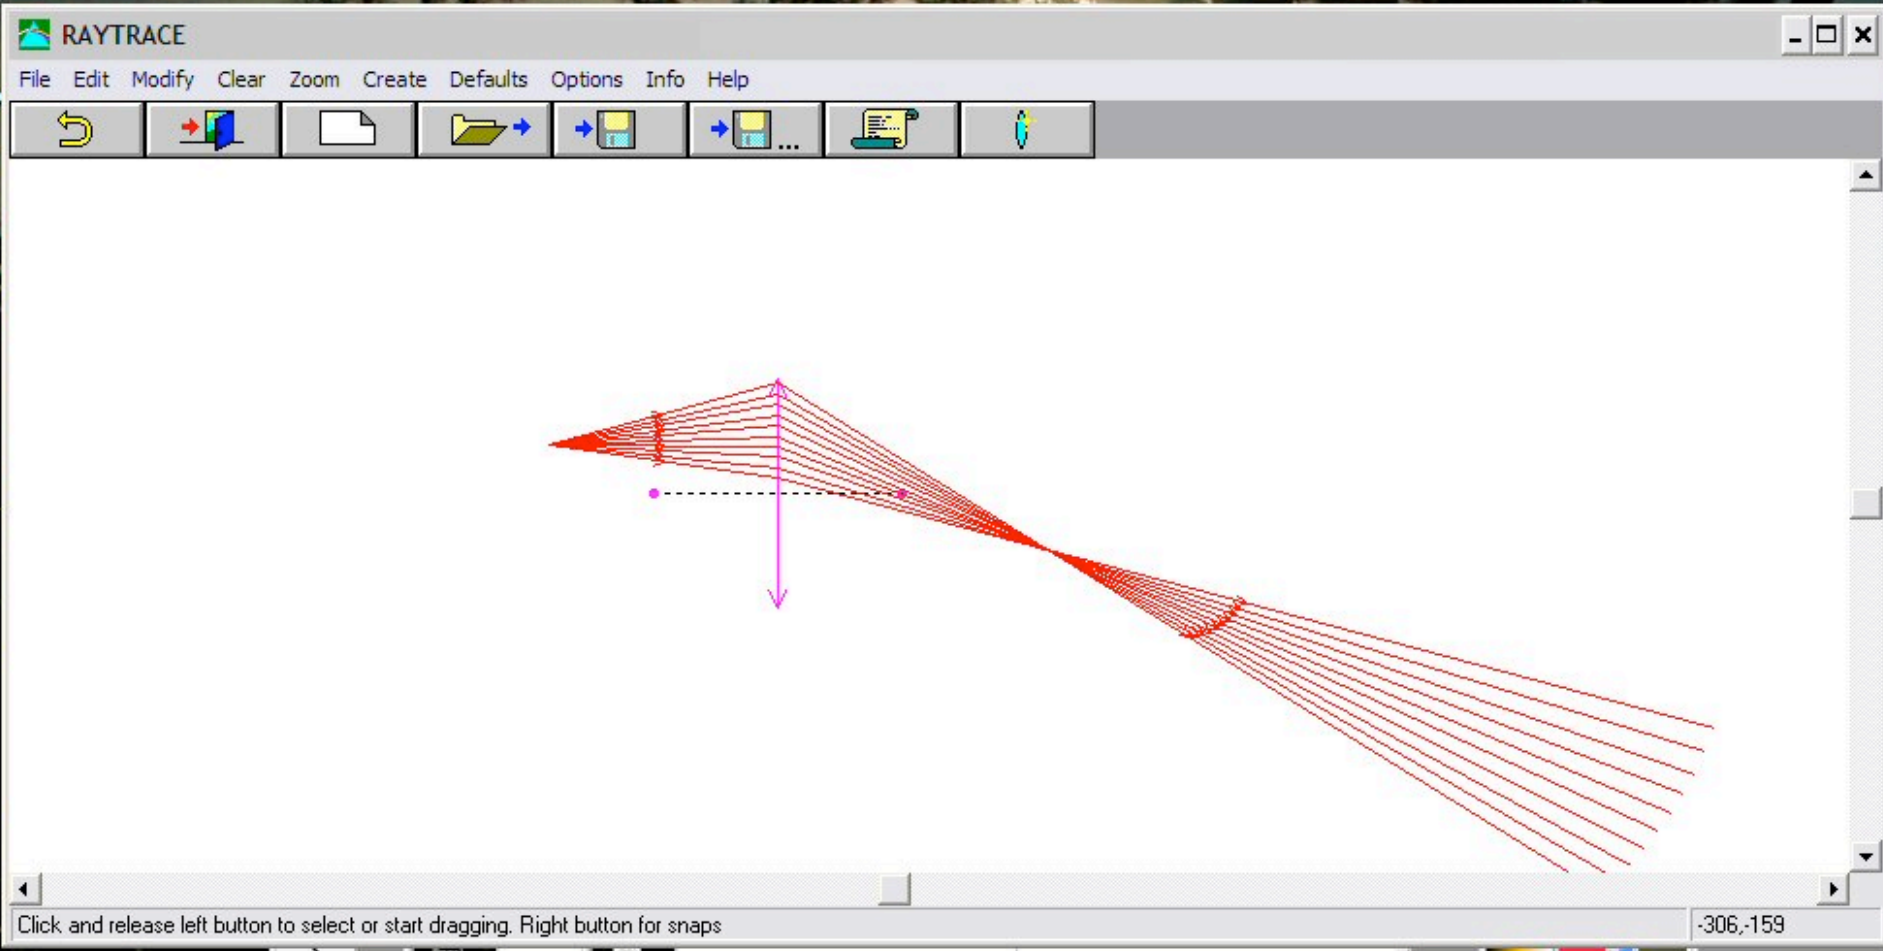 RAYTRACE
File Edit Modify Clear Zoom Create Defaults Options Info Help
...
Click and release left button to select or start dragging. Right button for snaps
-306,-159